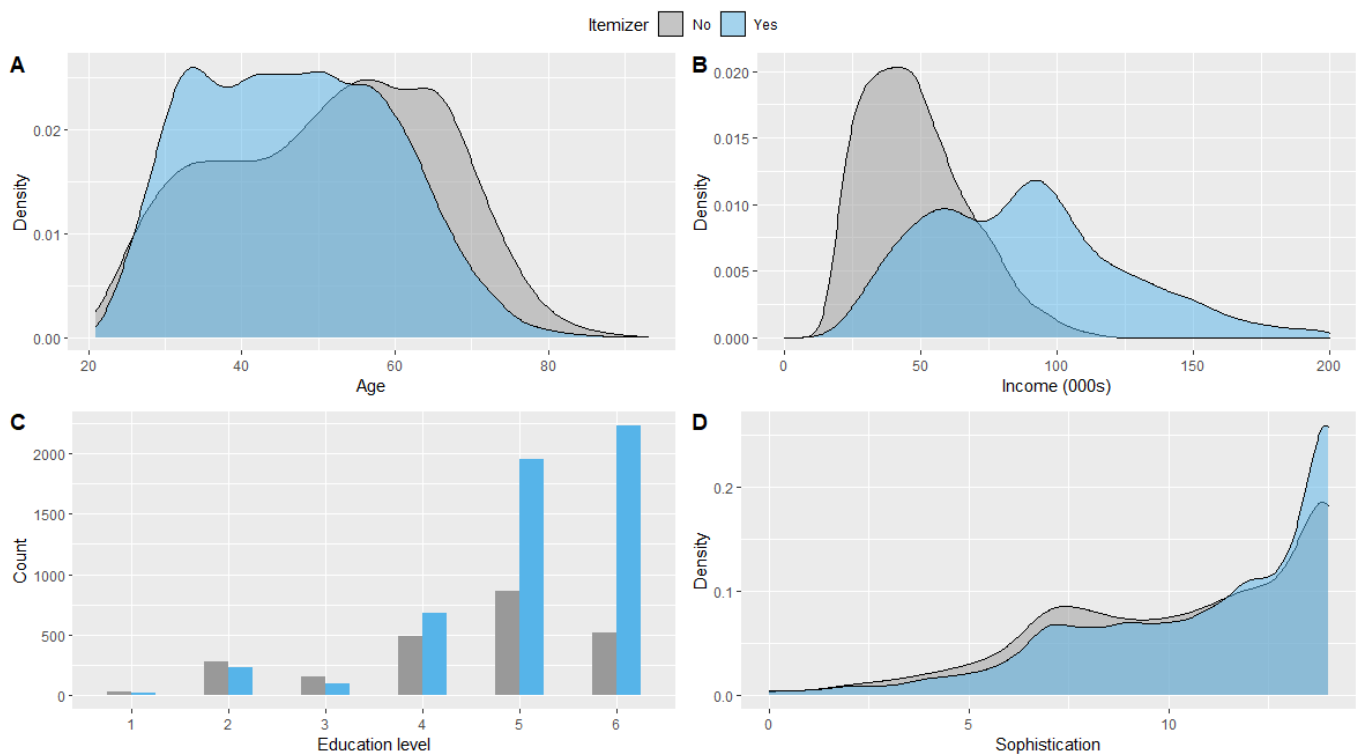 Itemizer No Yes
A
0.02
0.01
0.00
Density
20 40 60 80
Age
B
0.020
0.015
0.010
0.005
0.000
Density
0 50 100 150 200
Income (000s)
C
2000
1500
1000
500
0
Count
1 2 3 4 5 6
Education level
D
0.2
0.1
0.0
Density
0 5 10
Sophistication